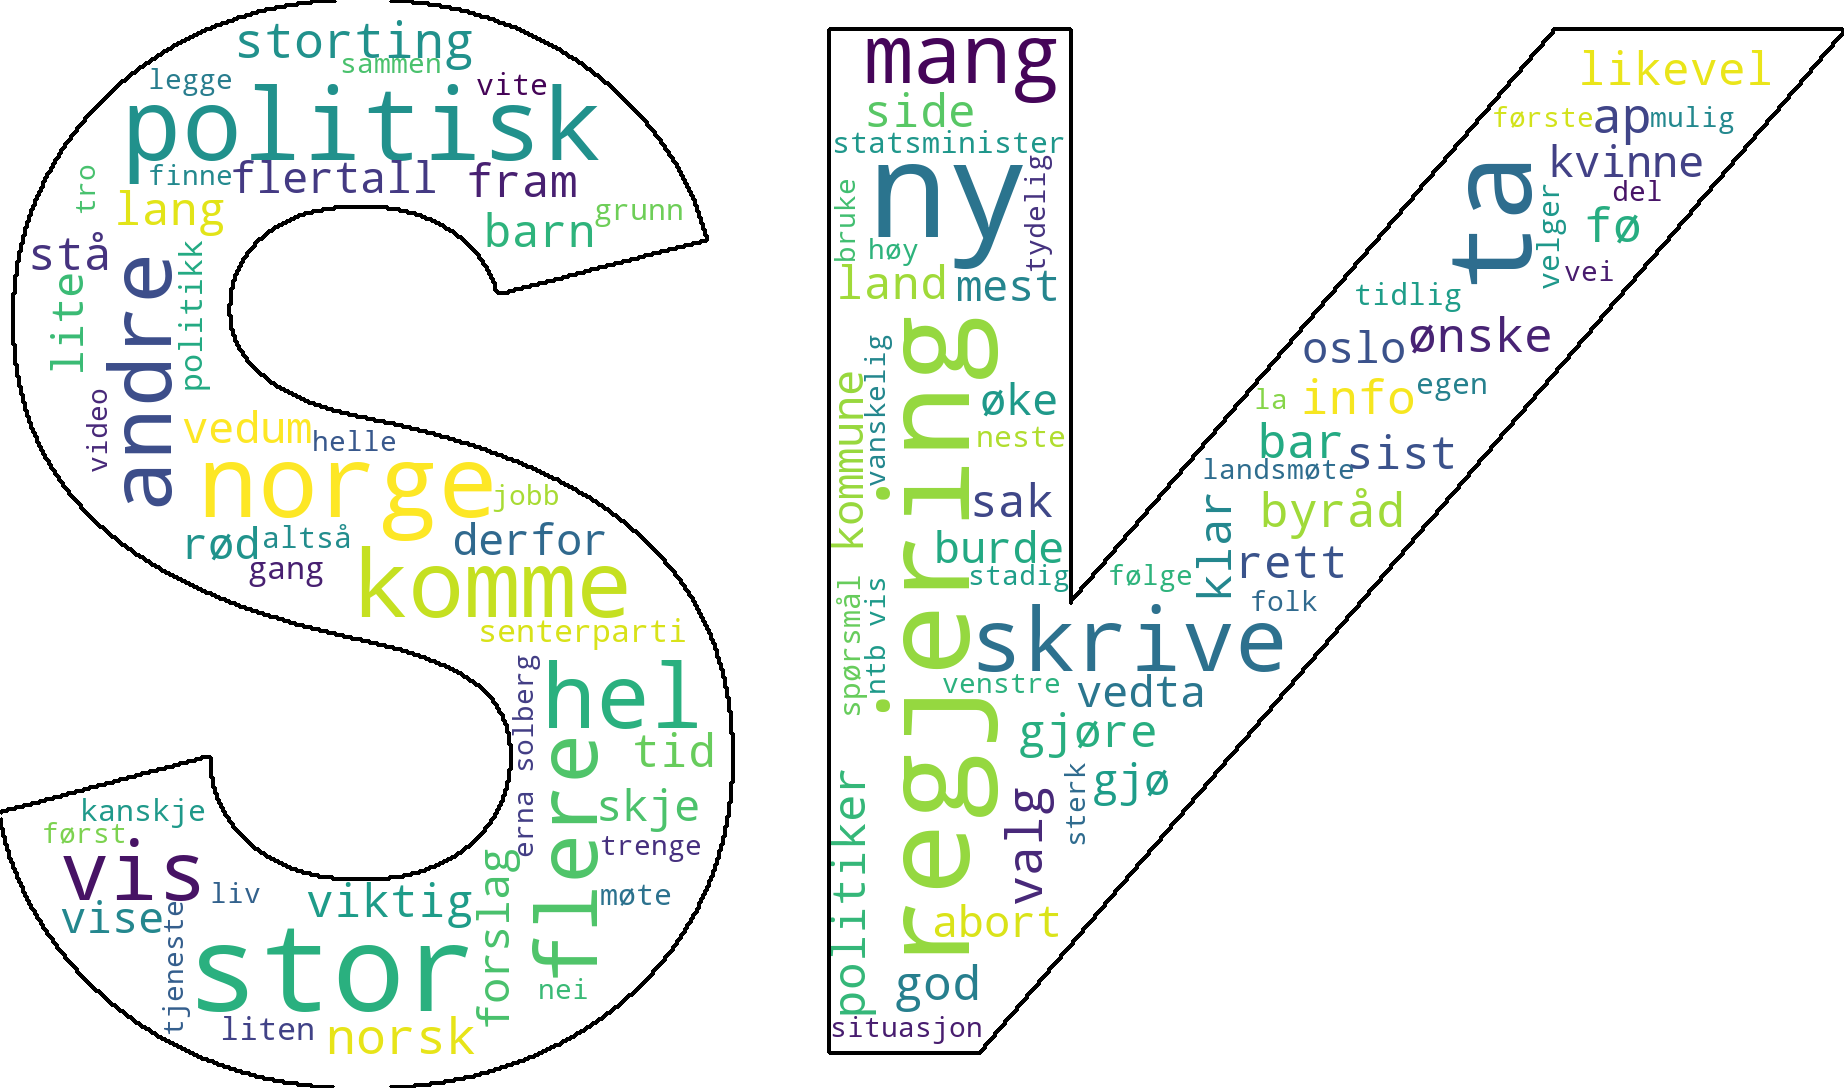 storting
sammen
legge
vite
politisk
finne
flertall
fram
tro
lang
barn
grunn
stå
lite
andre
politikk
video
vedum
helle
norge
jobb
rød
altså
derfor
gang
komme
senterparti
erna solberg
hel
flere
tid
skje
trenge
møte
kanskje
først
vis
liv
vise
viktig
forslag
tjeneste
stor
nei
liten
norsk
mang
side
statsminister
ny
tydelig
bruke
høy
land
mest
regjering
vanskelig
kommune
øke
neste
sak
burde
stadig
følge
spørsmål
ntb vis
skrive
venstre
vedta
gjøre
gjø
sterk
valg
politiker
abort
god
situasjon
likevel
første
ap
mulig
kvinne
ta
del
velger
fø
vei
tidlig
oslo
ønske
egen
la
info
bar
sist
landsmøte
byråd
klar
rett
folk